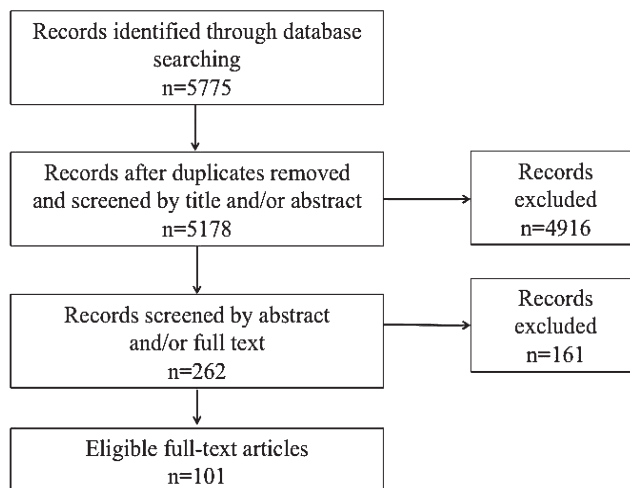 Records identified through database
searching
n=5775
Records after duplicates removed
and screened by title and/or abstract
n=5178
Records
excluded
n=4916
Records screened by abstract
and/or full text
n=262
Records
excluded
n=161
Eligible full-text articles
n=101